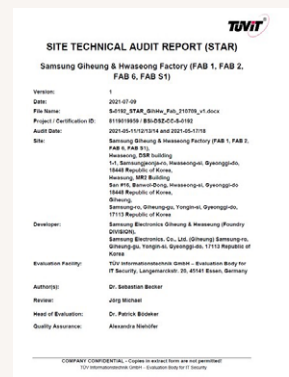 TÜViT
SITE TECHNICAL AUDIT REPORT (STAR)
Samsung Giheung & Hwaseong Factory (FAB 1, FAB 2,
FAB 6, FAB S1)
Version: 1
Date: 2021-07-09
File Name: S-0192_STAR_GihHw_Fab_210709_v1.docx
Project / Certification ID: 8119019959 / BSI-DSZ-CC-S-0192
Audit Date: 2021-05-11/12/13/14 and 2021-05-17/18
Site: Samsung Giheung & Hwaseong Factory (FAB 1, FAB 2,
FAB 6, FAB S1),
Hwaseong, DSR building
1-1, Samsungjeonja-ro, Hwaseong-si, Gyeonggi-do,
18448 Republic of Korea,
Hwasung, MR2 Building
San #16, Banwol-Dong, Hwaseong-si, Gyeonggi-do
18448 Republic of Korea,
Giheung,
Samsung-ro, Giheung-gu, Yongin-si, Gyeonggi-do,
17113 Republic of Korea
Developer: Samsung Electronics Giheung & Hwaseung (Foundry
DIVISION),
Samsung Electronics. Co., Ltd. (Giheung) Samsung-ro,
Giheung-gu, Yongin-si, Gyeonggi-do, 17113 Republic of
Korea
Evaluation Facility: TÜV Informationstechnik GmbH – Evaluation Body for
IT Security, Langemarckstr. 20, 45141 Essen, Germany
Author(s): Dr. Sebastian Becker
Review: Jörg Michael
Head of Evaluation: Dr. Patrick Bödeker
Quality Assurance: Alexandra Nishöfer
COMPANY CONFIDENTIAL - Copies in extract form are not permitted!
TÜV Informationstechnik GmbH – Evaluation Body for IT Security